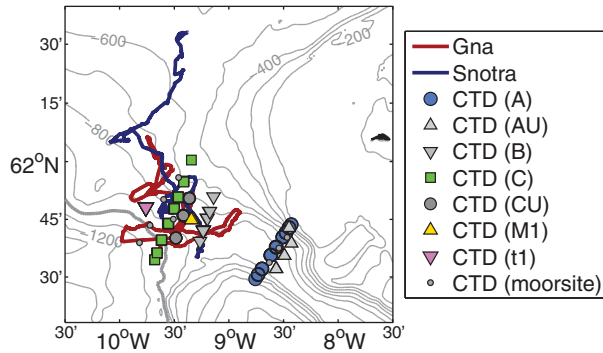 30'
15'
62°N
45'
30'
30'
10°W
30'
9°W
30'
8°W
30'
-600
-200
-400
-800
-1200
Gna
Snotra
CTD (A)
CTD (AU)
CTD (B)
CTD (C)
CTD (CU)
CTD (M1)
CTD (t1)
CTD (moorsite)